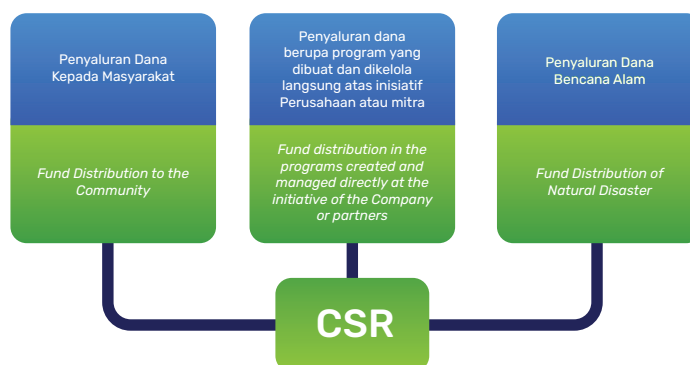 Penyaluran Dana
Kepada Masyarakat
Fund Distribution to the
Community
Penyaluran dana
berupa program yang
dibuat dan dikelola
langsung atas inisiatif
Perusahaan atau mitra
Fund distribution in the
programs created and
managed directly at the
initiative of the Company
or partners
Penyaluran Dana
Bencana Alam
Fund Distribution of
Natural Disaster
CSR